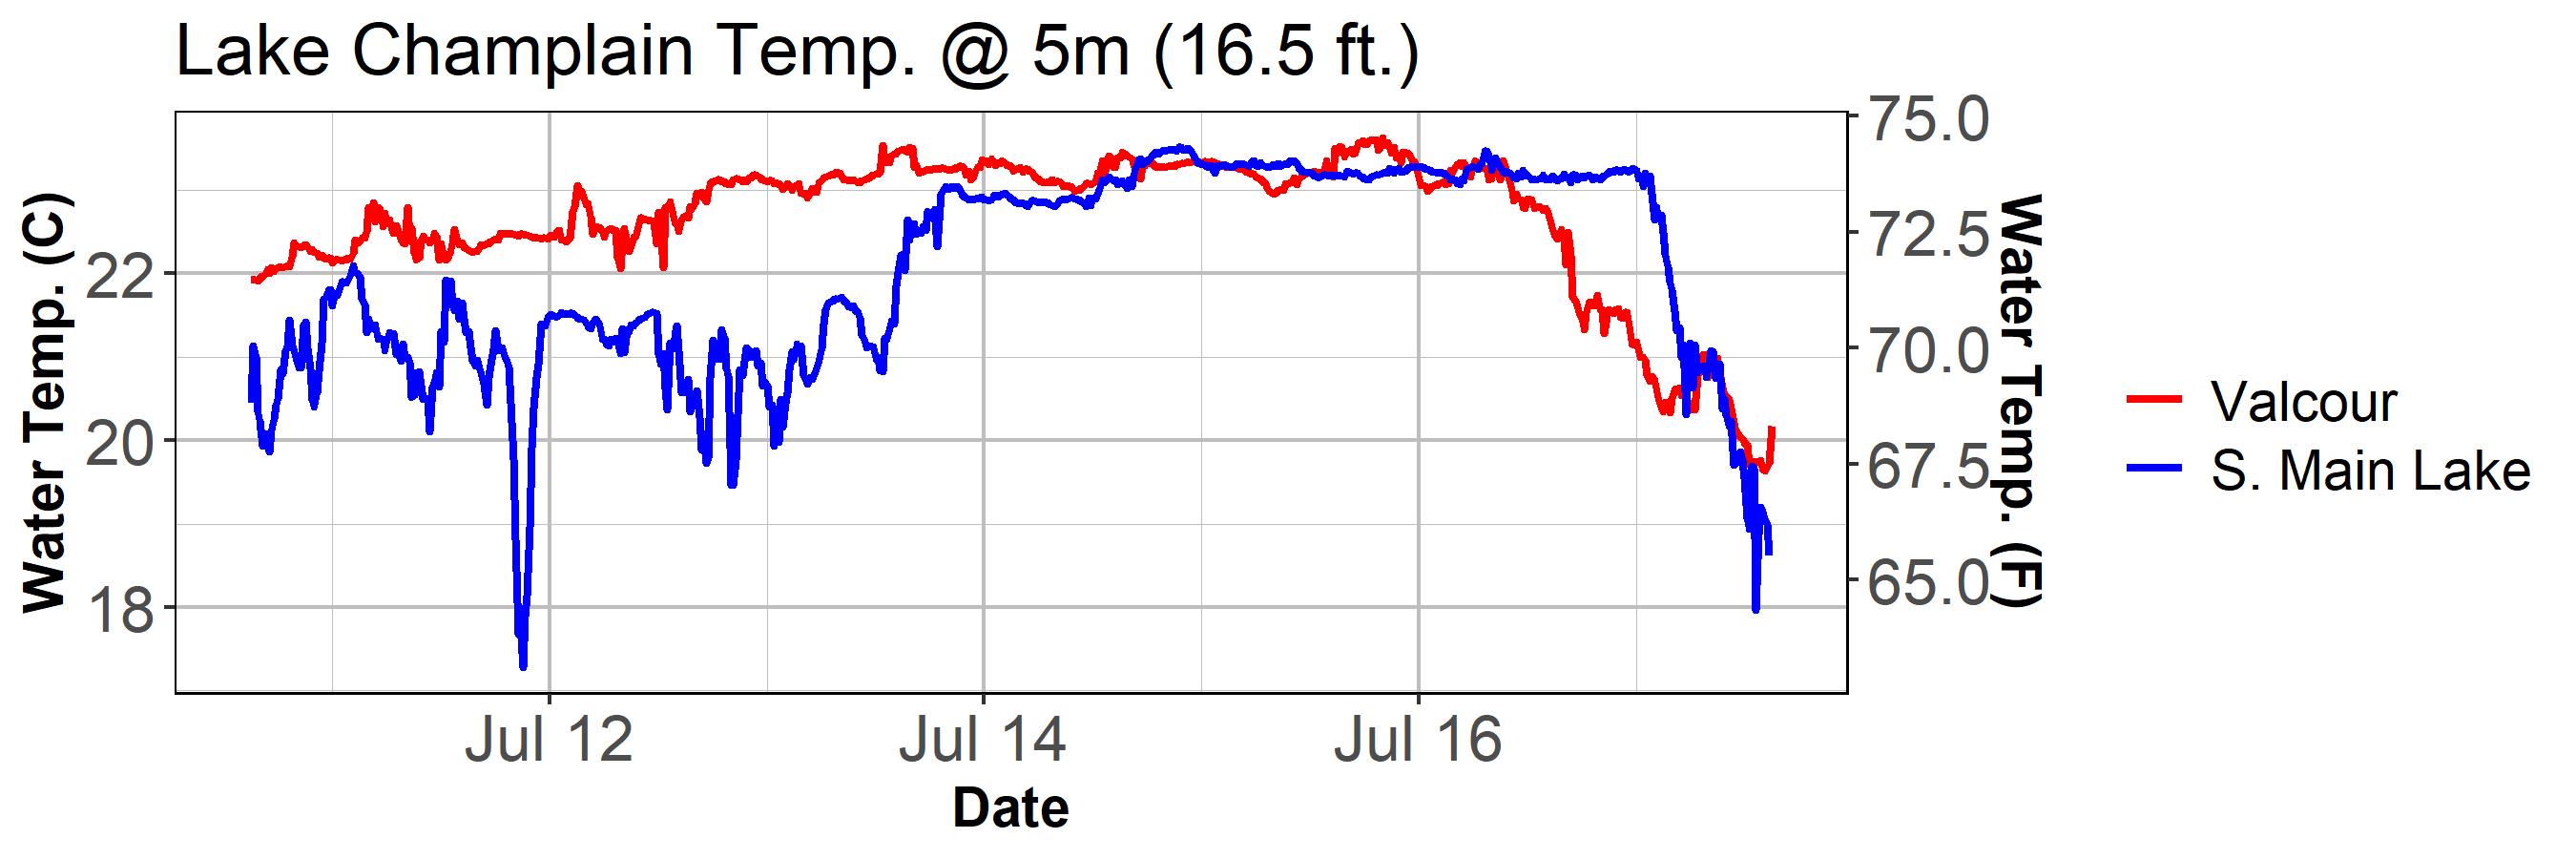 Lake Champlain Temp. @ 5m (16.5 ft.)
Water Temp. (C)
22
20
18
75.0
72.5
70.0
67.5
65.0
Water Temp. (F)
Jul 12
Jul 14
Jul 16
Date
Valcour
S. Main Lake